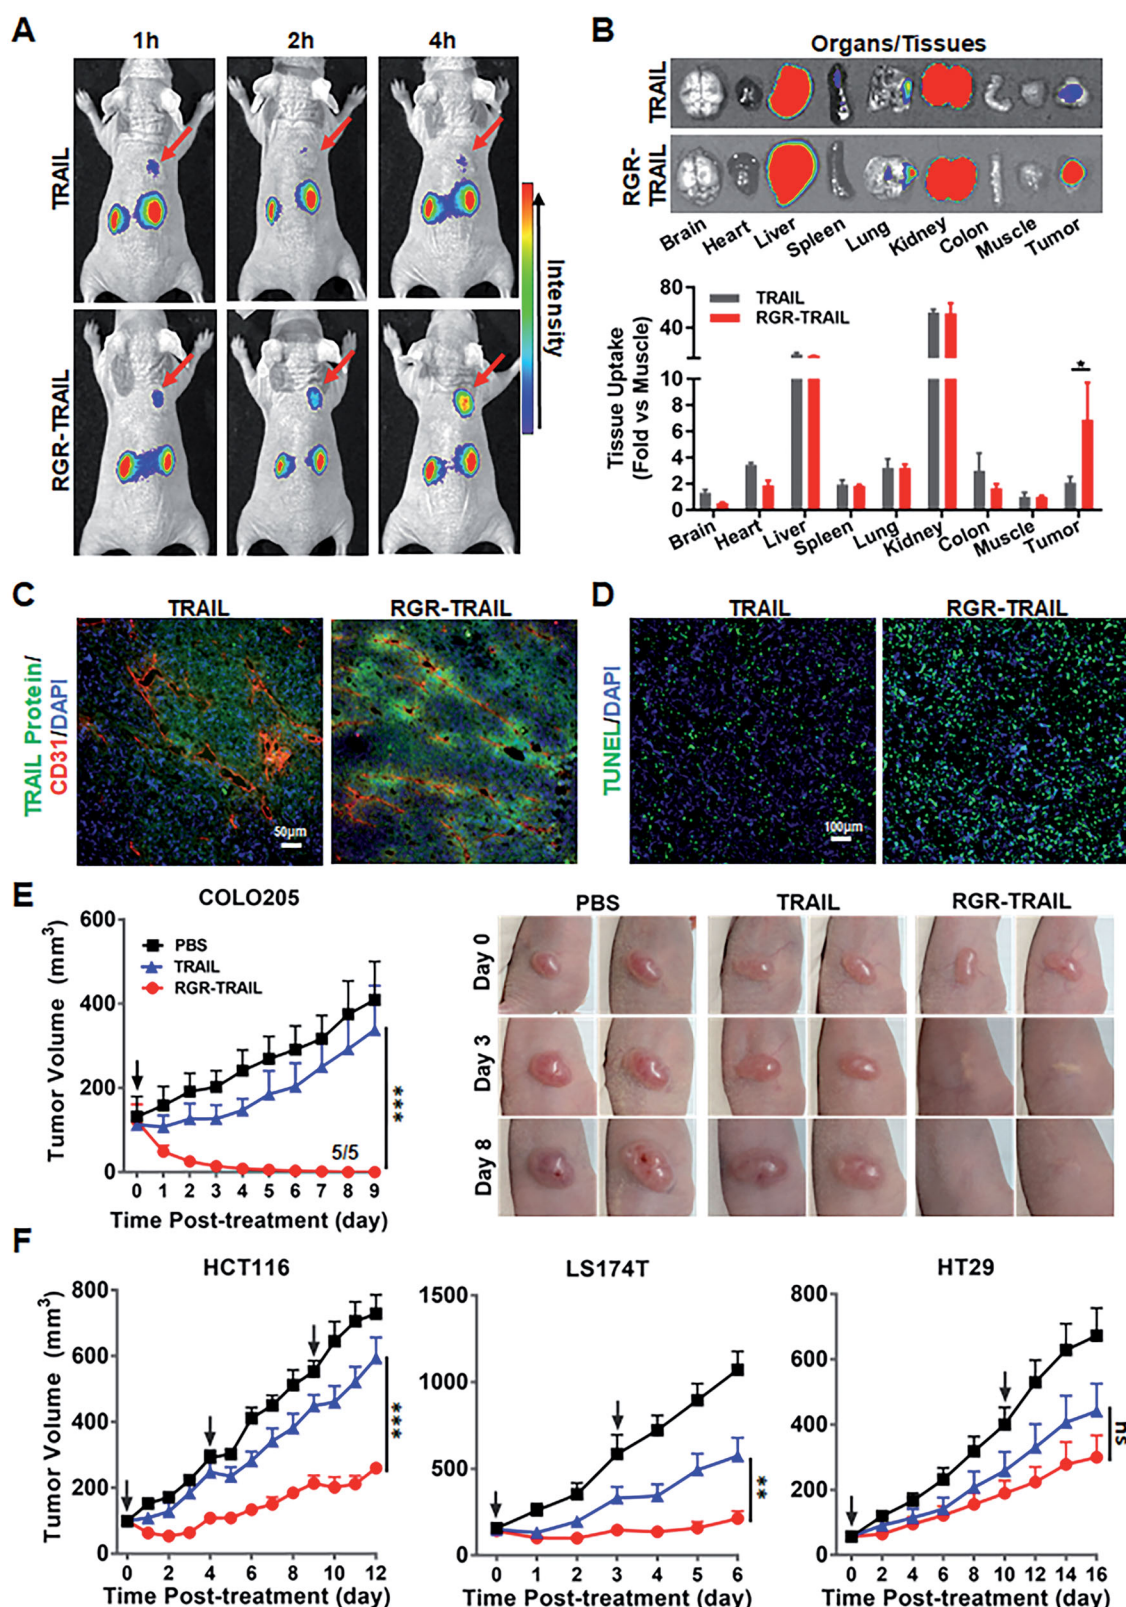 A
1h 2h 4h
TRAIL
RGR-TRAIL
Intensity
B
Organs/Tissues
TRAIL
RGR-
TRAIL
Brain Heart Liver Spleen Lung Kidney Colon Muscle Tumor
Tissue Uptake
(Fold vs Muscle)
80
40
10
8
6
4
2
0
TRAIL
RGR-TRAIL
*
Brain Heart Liver Spleen Lung Kidney Colon Muscle Tumor
C
TRAIL RGR-TRAIL
TRAIL Protein/
CD31/DAPI
50μm
D
TRAIL RGR-TRAIL
TUNEL/DAPI
100μm
E
COLO205
Tumor Volume (mm³)
600
400
200
0
PBS
TRAIL
RGR-TRAIL
5/5
***
0 1 2 3 4 5 6 7 8 9
Time Post-treatment (day)
PBS TRAIL RGR-TRAIL
Day 0
Day 3
Day 8
F
HCT116
Tumor Volume (mm³)
800
600
400
200
0
***
0 2 4 6 8 10 12
Time Post-treatment (day)
LS174T
1500
1000
500
0
**
0 1 2 3 4 5 6
Time Post-treatment (day)
HT29
800
600
400
200
0
ns
0 2 4 6 8 10 12 14 16
Time Post-treatment (day)